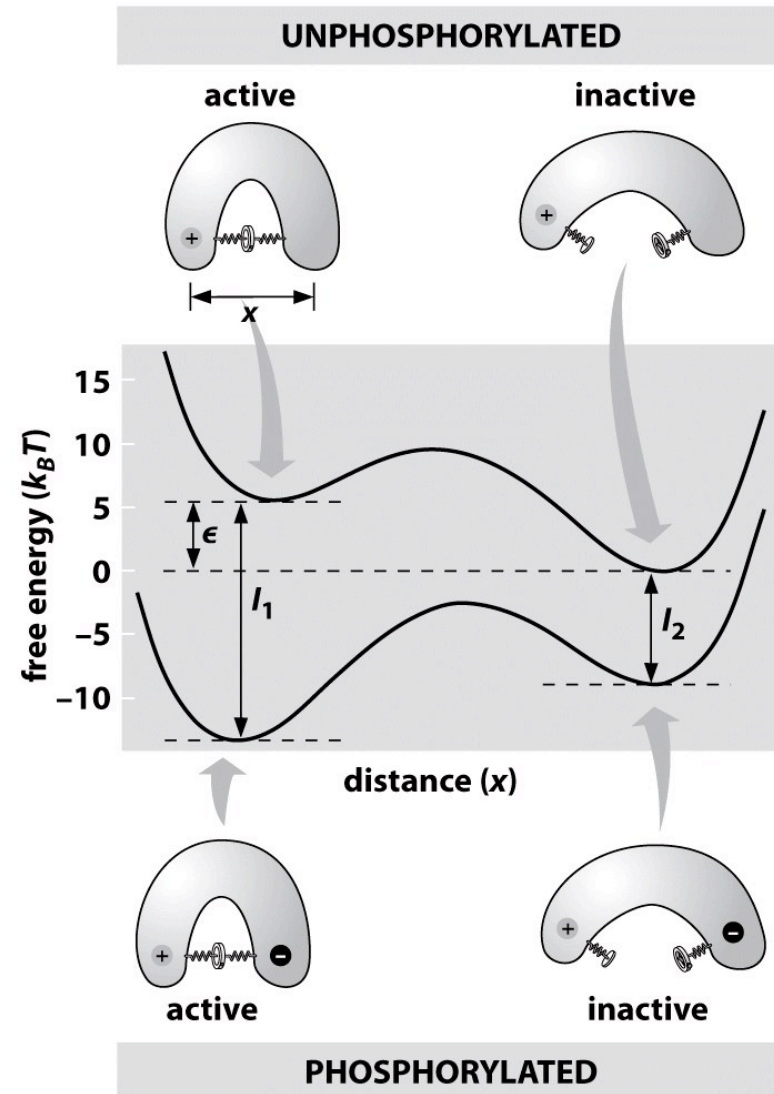 UNPHOSPHORYLATED
active
inactive
+
+
x
free energy (kBT)
15
10
5
0
–5
–10
ϵ
I1
I2
distance (x)
+
–
+
–
active
inactive
PHOSPHORYLATED